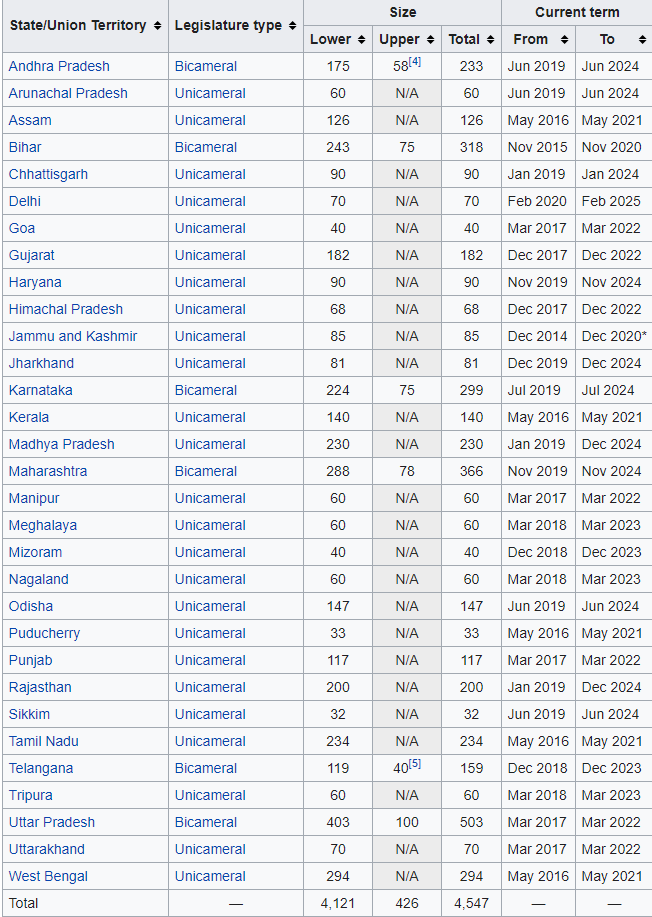 State/Union Territory Legislature type Size Current term
Lower Upper Total From To
Andhra Pradesh Bicameral 175 58[4] 233 Jun 2019 Jun 2024
Arunachal Pradesh Unicameral 60 N/A 60 Jun 2019 Jun 2024
Assam Unicameral 126 N/A 126 May 2016 May 2021
Bihar Bicameral 243 75 318 Nov 2015 Nov 2020
Chhattisgarh Unicameral 90 N/A 90 Jan 2019 Jan 2024
Delhi Unicameral 70 N/A 70 Feb 2020 Feb 2025
Goa Unicameral 40 N/A 40 Mar 2017 Mar 2022
Gujarat Unicameral 182 N/A 182 Dec 2017 Dec 2022
Haryana Unicameral 90 N/A 90 Nov 2019 Nov 2024
Himachal Pradesh Unicameral 68 N/A 68 Dec 2017 Dec 2022
Jammu and Kashmir Unicameral 85 N/A 85 Dec 2014 Dec 2020*
Jharkhand Unicameral 81 N/A 81 Dec 2019 Dec 2024
Karnataka Bicameral 224 75 299 Jul 2019 Jul 2024
Kerala Unicameral 140 N/A 140 May 2016 May 2021
Madhya Pradesh Unicameral 230 N/A 230 Jan 2019 Dec 2024
Maharashtra Bicameral 288 78 366 Nov 2019 Nov 2024
Manipur Unicameral 60 N/A 60 Mar 2017 Mar 2022
Meghalaya Unicameral 60 N/A 60 Mar 2018 Mar 2023
Mizoram Unicameral 40 N/A 40 Dec 2018 Dec 2023
Nagaland Unicameral 60 N/A 60 Mar 2018 Mar 2023
Odisha Unicameral 147 N/A 147 Jun 2019 Jun 2024
Puducherry Unicameral 33 N/A 33 May 2016 May 2021
Punjab Unicameral 117 N/A 117 Mar 2017 Mar 2022
Rajasthan Unicameral 200 N/A 200 Jan 2019 Dec 2024
Sikkim Unicameral 32 N/A 32 Jun 2019 Jun 2024
Tamil Nadu Unicameral 234 N/A 234 May 2016 May 2021
Telangana Bicameral 119 40[5] 159 Dec 2018 Dec 2023
Tripura Unicameral 60 N/A 60 Mar 2018 Mar 2023
Uttar Pradesh Bicameral 403 100 503 Mar 2017 Mar 2022
Uttarakhand Unicameral 70 N/A 70 Mar 2017 Mar 2022
West Bengal Unicameral 294 N/A 294 May 2016 May 2021
Total — 4,121 426 4,547 — —